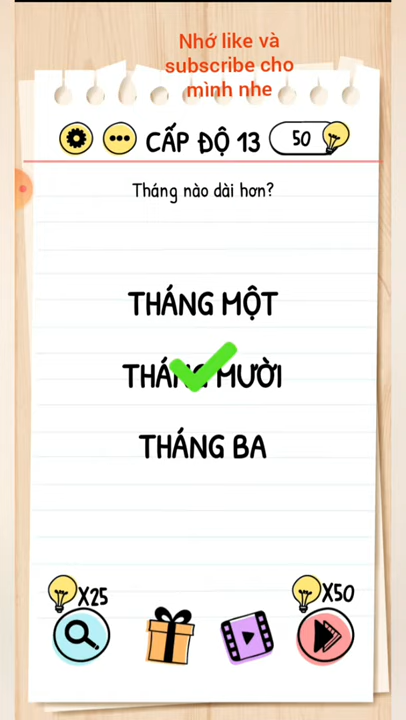 Nhớ like và
subscribe cho
mình nhe
CẤP ĐỘ 13
50
Tháng nào dài hơn?
THÁNG MỘT
THÁNG MƯỜI
THÁNG BA
X25
X50